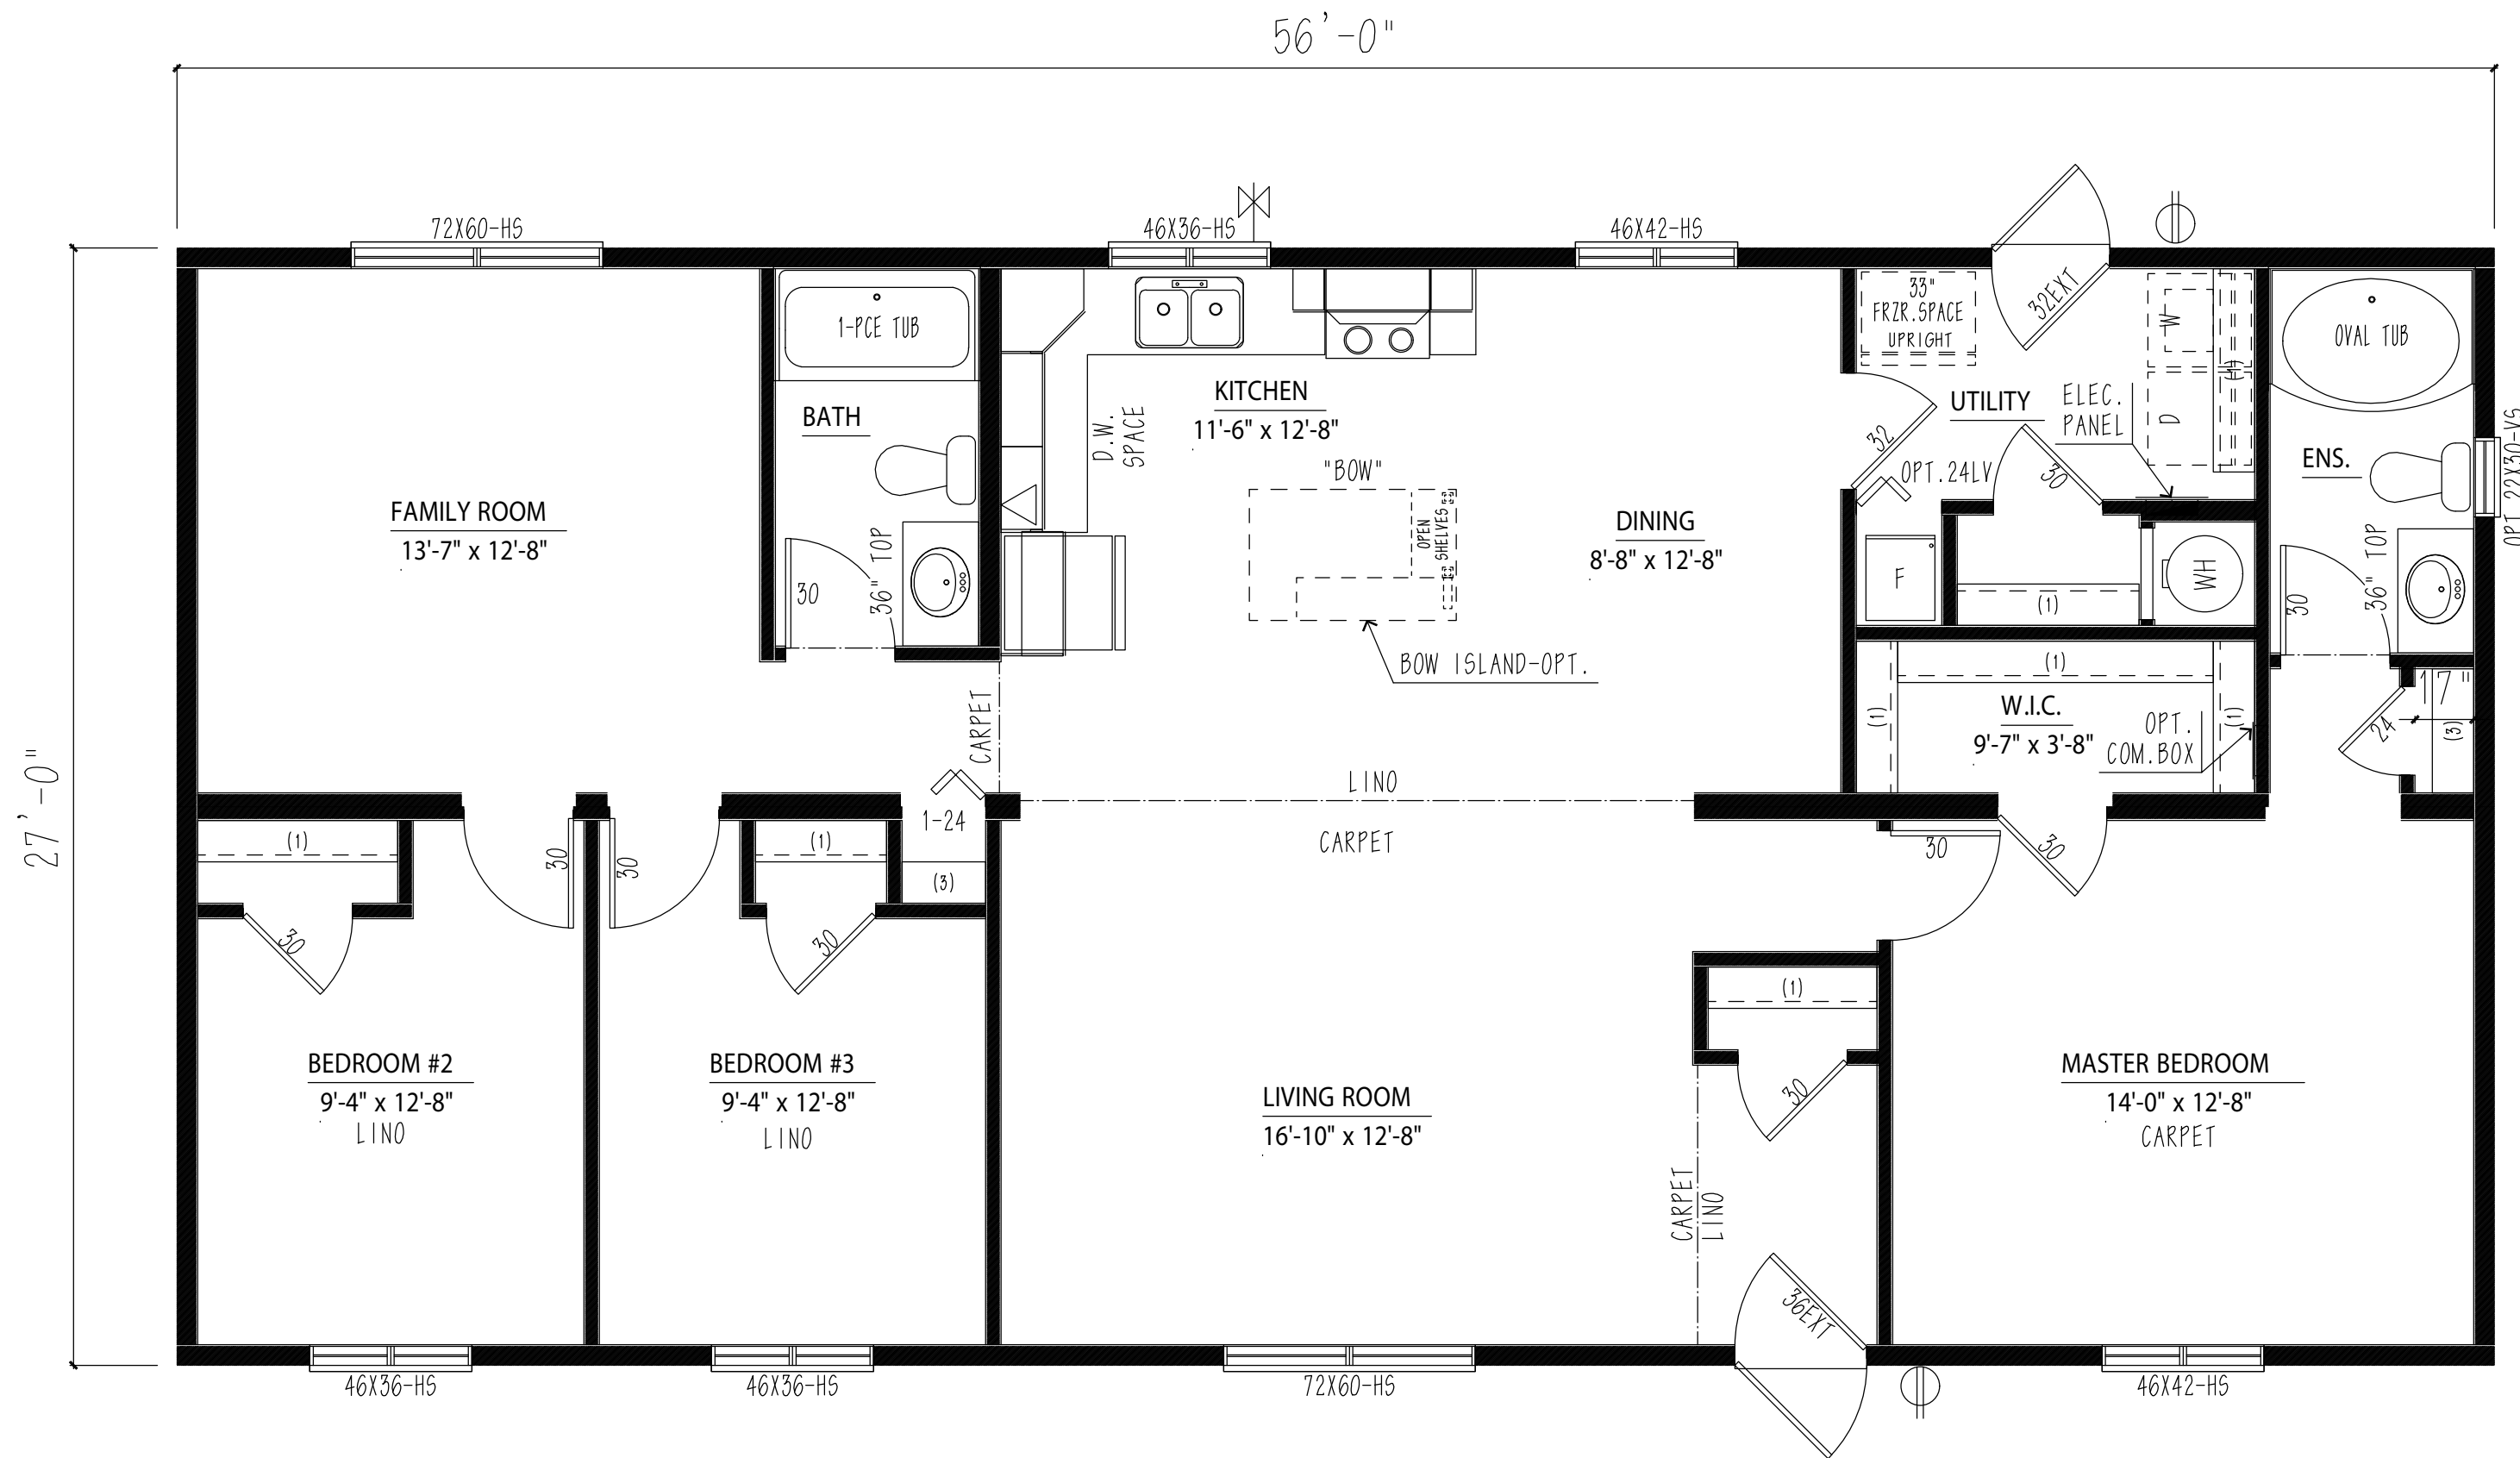 56'-0"
72X60-HS
46X36-HS
46X42-HS
1-PCE TUB
33"
FRZR.SPACE
UPRIGHT
32EXT
W
(1)
OVAL TUB
KITCHEN
11'-6" x 12'-8"
BATH
D.W.
SPACE
UTILITY
ELEC.
PANEL
D
32
OPT.24LV
30
ENS.
OPT 22X30-VS
"BOW"
OPEN
SHELVES
FAMILY ROOM
13'-7" x 12'-8"
DINING
8'-8" x 12'-8"
30
36" TOP
F
(1)
WH
30
36" TOP
BOW ISLAND-OPT.
(1)
CARPET
W.I.C.
9'-7" x 3'-8"
(1)
(1)
OPT.
COM.BOX
17"
24
(3)
27'-0"
LINO
CARPET
1-24
(1)
30
30
(1)
(3)
30
30
30
30
(1)
BEDROOM #2
9'-4" x 12'-8"
LINO
BEDROOM #3
9'-4" x 12'-8"
LINO
LIVING ROOM
16'-10" x 12'-8"
30
MASTER BEDROOM
14'-0" x 12'-8"
CARPET
CARPET
LINO
36EXT
46X36-HS
46X36-HS
72X60-HS
46X42-HS